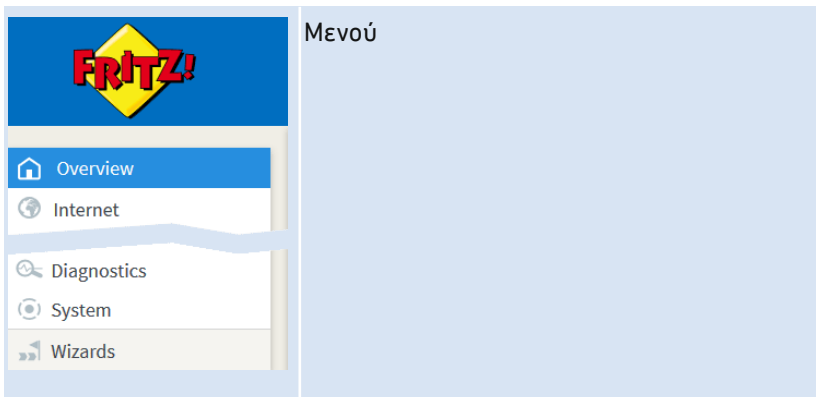 FRITZ!
Μενού
Overview
Internet
Diagnostics
System
Wizards